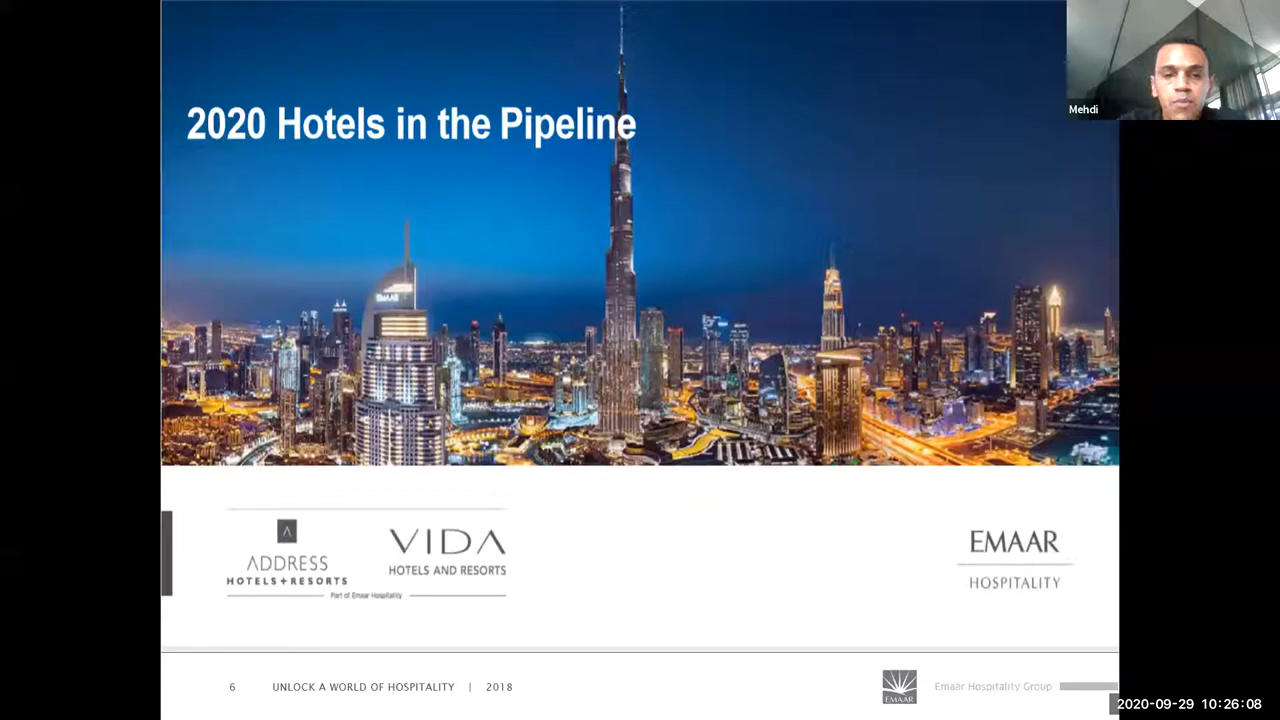 2020 Hotels in the Pipeline
Mehdi
EMAAR
ADDRESS
HOTELS+RESORTS
VIDA
HOTELS AND RESORTS
Part of Emaar Hospitality
EMAAR
HOSPITALITY
6 UNLOCK A WORLD OF HOSPITALITY | 2018
EMAAR
Emaar Hospitality Group
2020-09-29 10:26:08